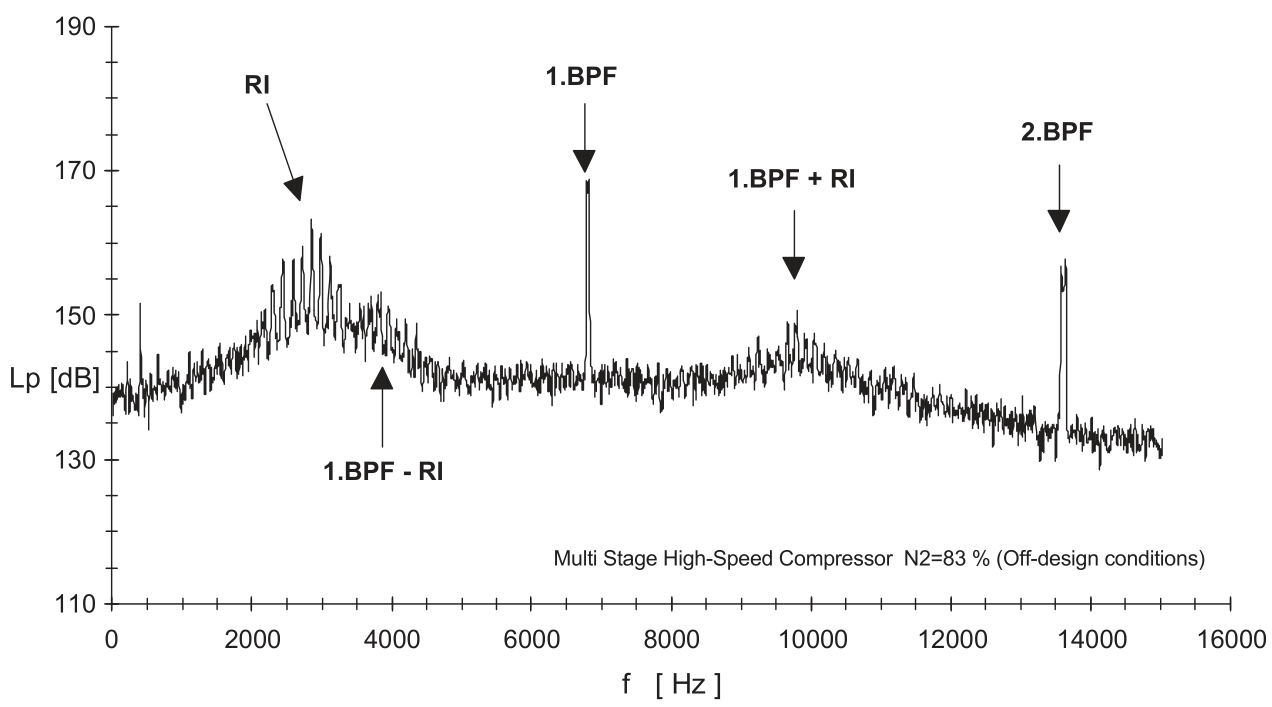 190
RI
1.BPF
2.BPF
170
1.BPF + RI
150
Lp [dB]
130
1.BPF - RI
Multi Stage High-Speed Compressor N2=83 % (Off-design conditions)
110
0 2000 4000 6000 8000 10000 12000 14000 16000
f [ Hz ]